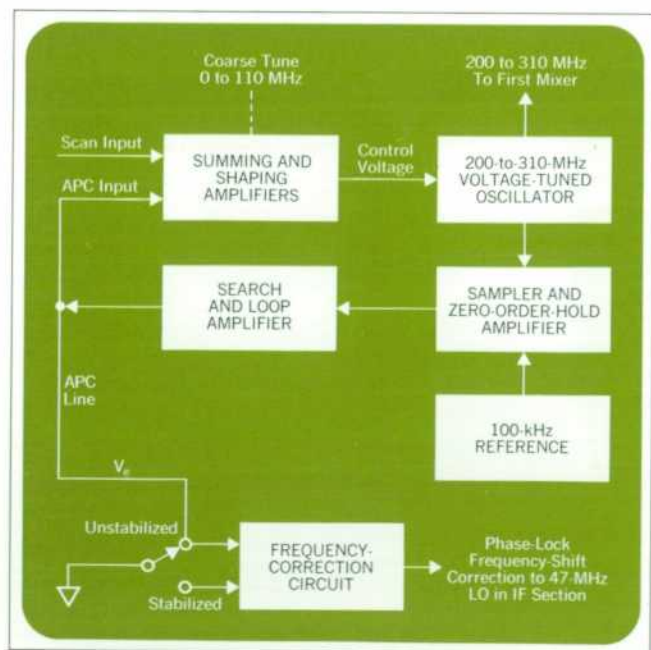 Coarse Tune
0 to 110 MHz
200 to 310 MHz
To First Mixer
Scan Input
APC Input
SUMMING AND
SHAPING
AMPLIFIERS
Control
Voltage
200-to-310-MHz
VOLTAGE-TUNED
OSCILLATOR
SEARCH
AND LOOP
AMPLIFIER
SAMPLER AND
ZERO-ORDER-HOLD
AMPLIFIER
APC
Line
100-kHz
REFERENCE
Ve
Unstabilized
Stabilized
FREQUENCY-
CORRECTION
CIRCUIT
Phase-Lock
Frequency-Shift
Correction to 47-MHz
LO in IF Section